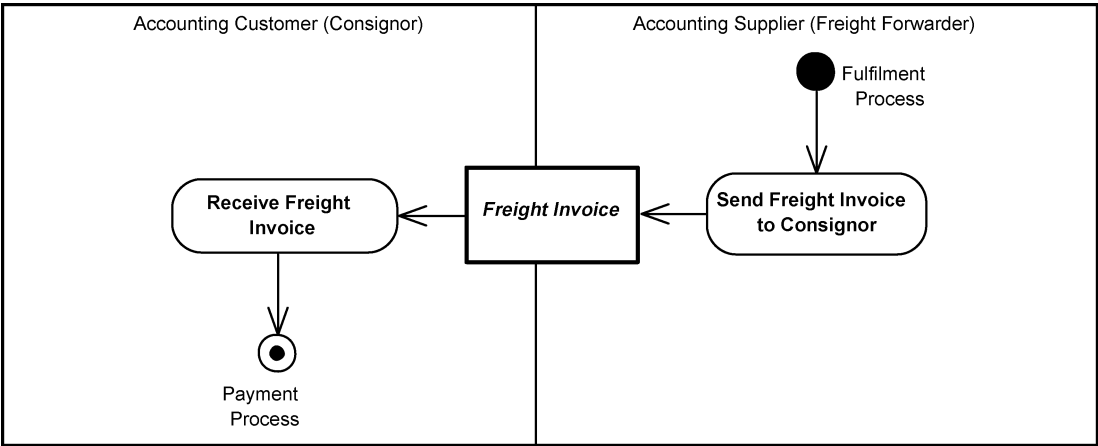 Accounting Customer (Consignor)
Accounting Supplier (Freight Forwarder)
Fulfilment
Process
Receive Freight
Invoice
Freight Invoice
Send Freight Invoice
to Consignor
Payment
Process